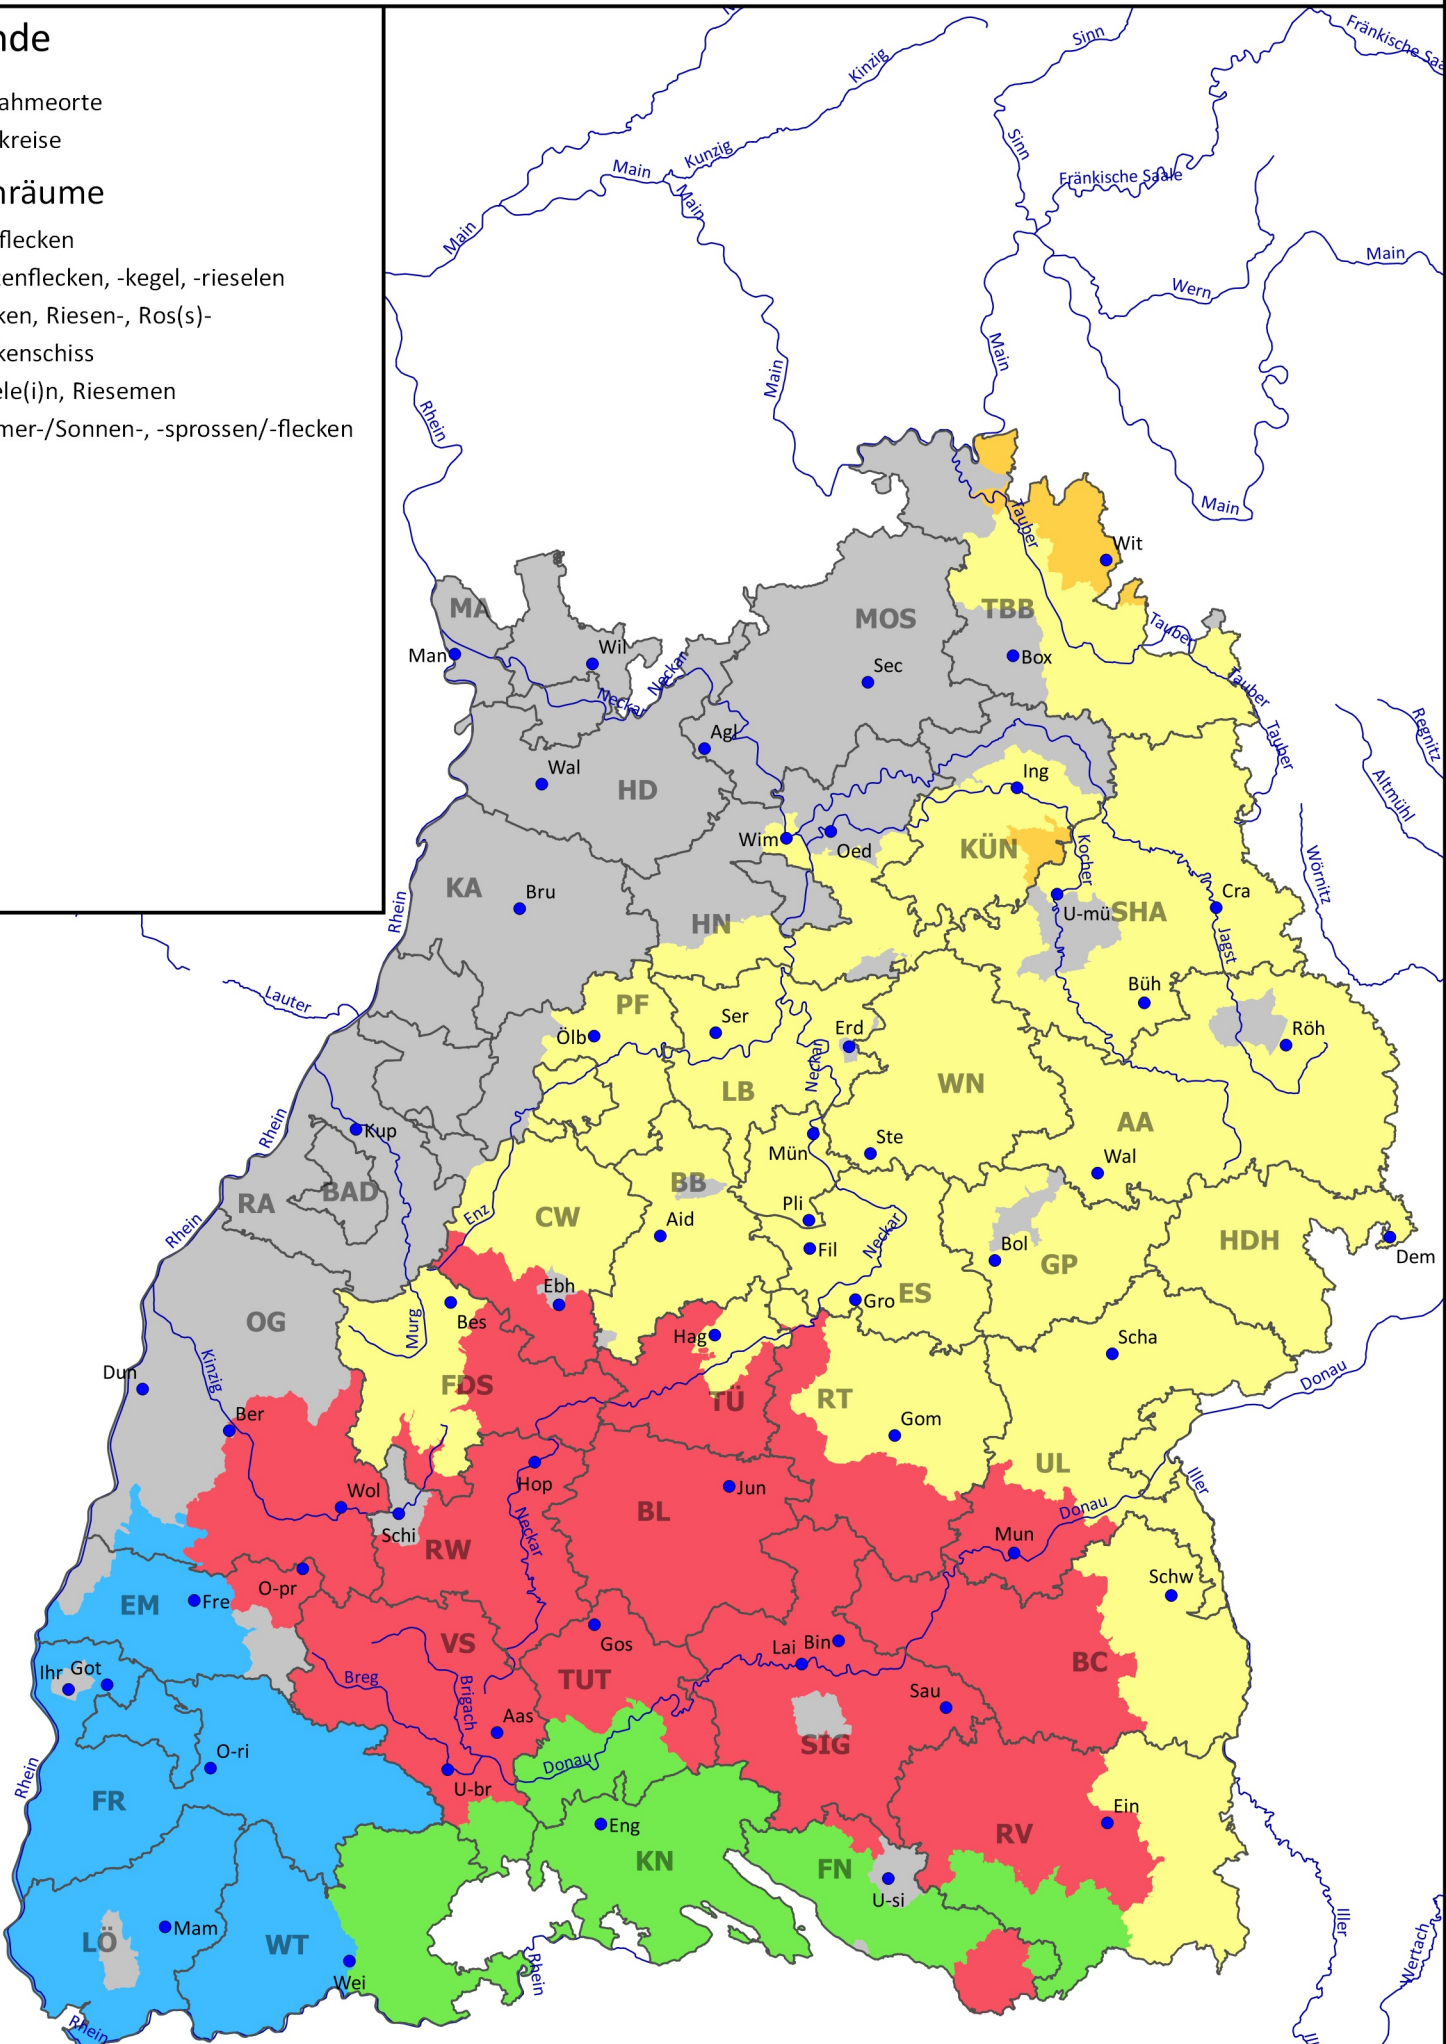 nde
ahmeorte
kreise
nräume
flecken
enflecken, -kegel, -rieselen
ken, Riesen-, Ros(s)-
kenschiss
ele(i)n, Riesemen
mer-/Sonnen-, -sprossen/-flecken
Kinzig
Sinn
Fränkische Saa
Sinn
Kunzig
Main
Main
Fränkische Saale
Main
Main
Wern
Main
Main
Rhein
Main
Tauber
Wit
MA
MOS
TBB
Tauber
Man
Wil
Neckar
Sec
Box
Neckar
Tauber
Agl
Tauber
Regnitz
Wal
HD
Ing
Altmühl
Wim
Oed
KÜN
Kocher
Wörnitz
KA
Bru
Rhein
HN
U-mü
SHA
Cra
Jagst
Lauter
PF
Büh
Ölb
Ser
Erd
Röh
Neckar
LB
WN
Rhein
Kup
AA
Mün
Ste
Wal
RA
BAD
BB
Enz
CW
Aid
Pli
Rhein
Fil
Neckar
Bol
GP
HDH
Dem
Ebh
Gro
ES
OG
Murg
Bes
Hag
Scha
Kinzig
Dun
FDS
TÜ
RT
Donau
Ber
Gom
UL
Iller
Wol
Hop
Jun
Donau
Schi
BL
Neckar
Mun
RW
O-pr
Schw
EM
Fre
VS
Gos
Lai
Bin
BC
Ihr
Got
Breg
TUT
Brigach
Sau
Aas
SIG
O-ri
Donau
Rhein
U-br
FR
Ein
Eng
RV
KN
FN
U-si
Mam
LÖ
WT
Iller
Wei
Rhein
Wertach
Rhein